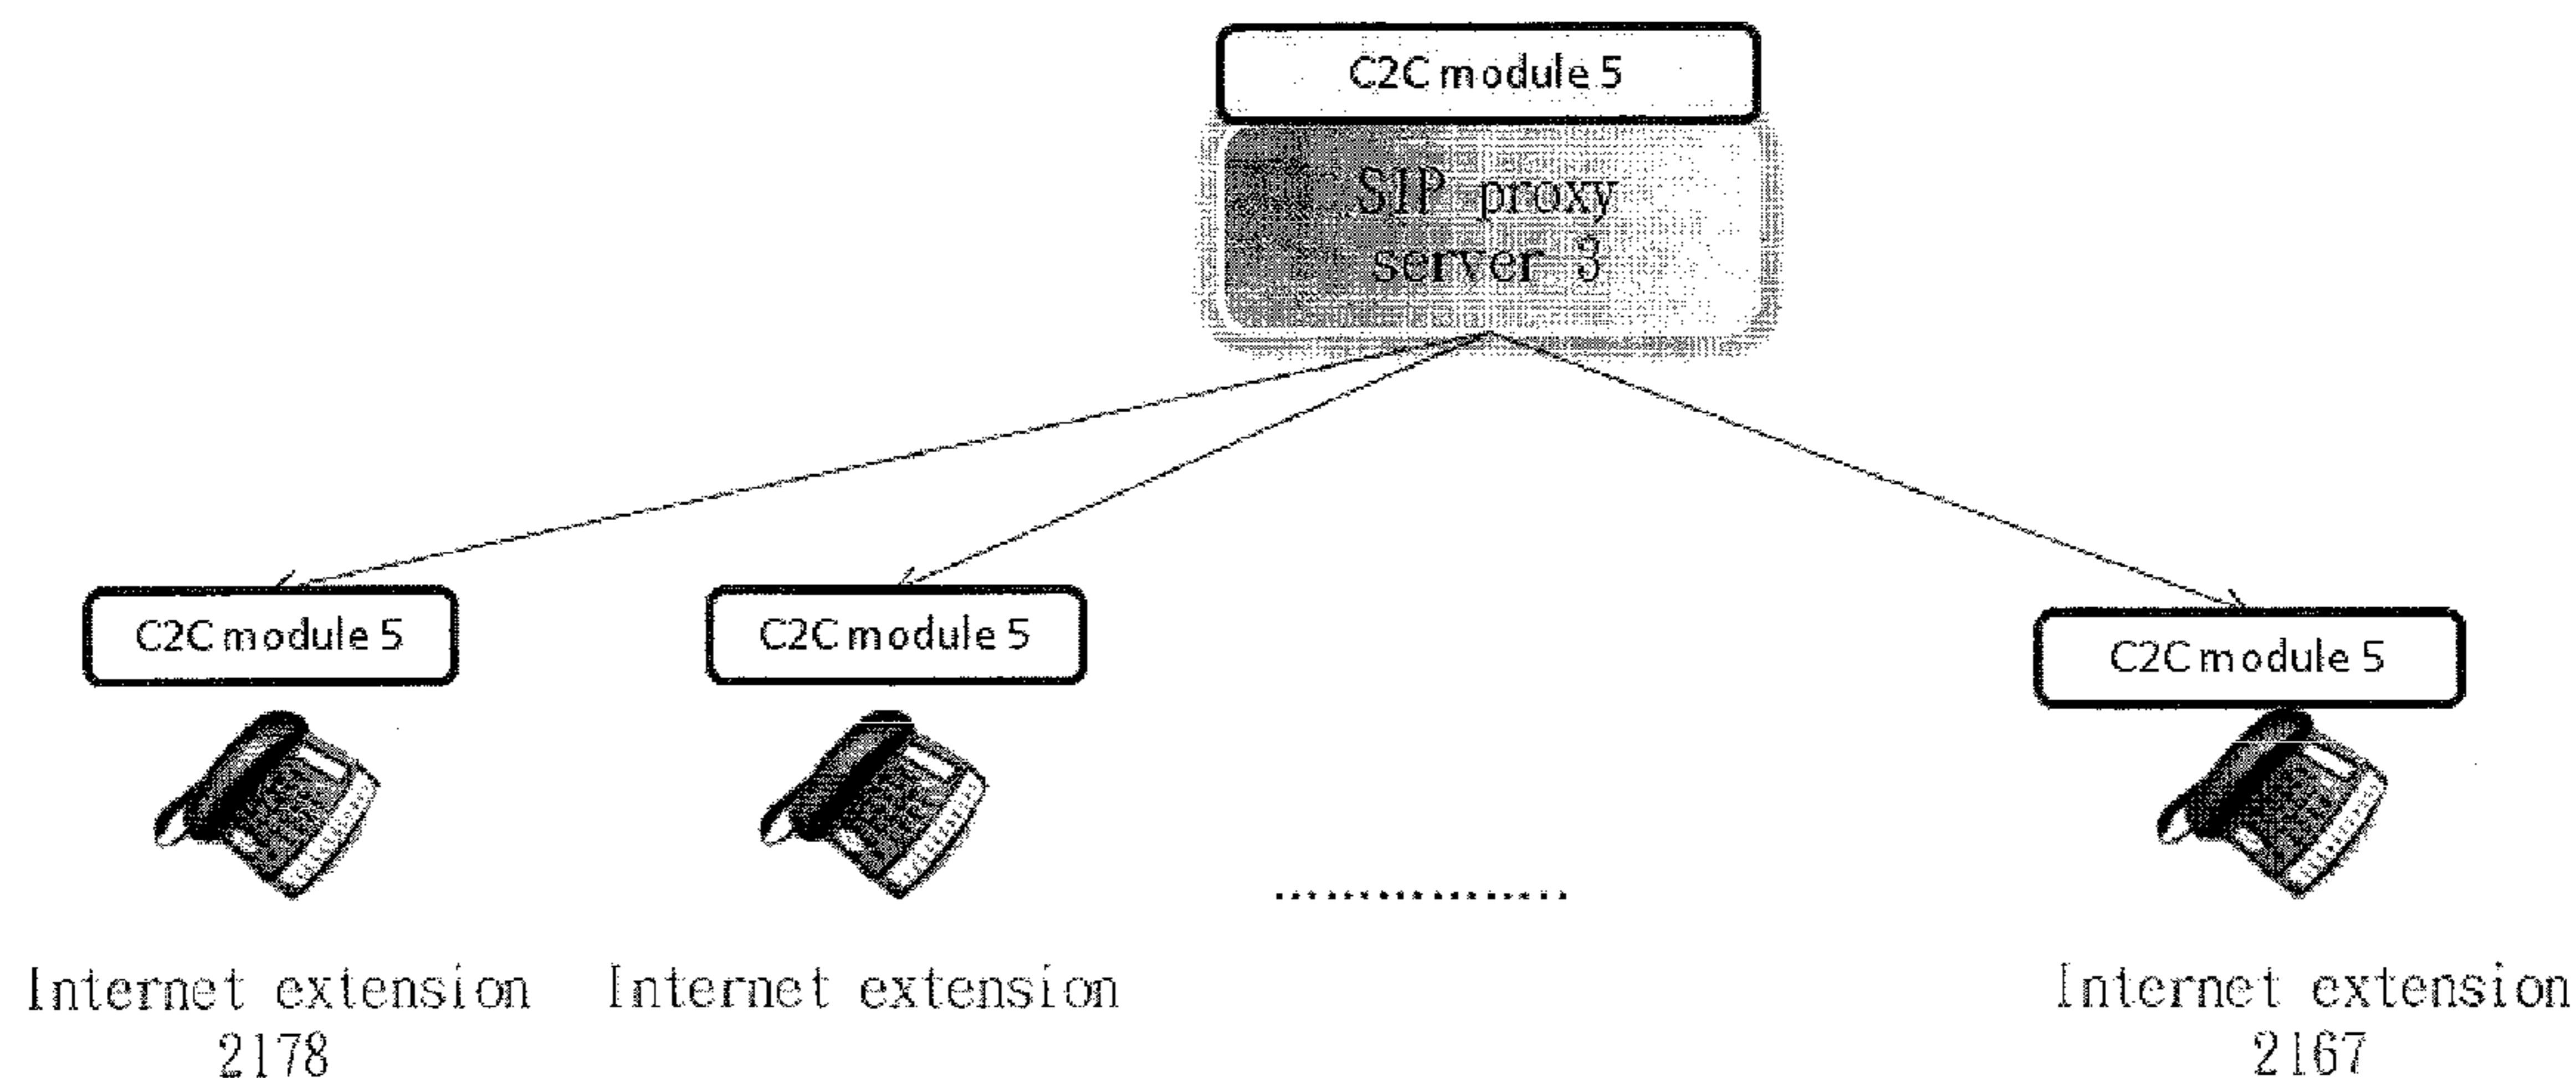 C2C module 5
SIP proxy
server 3
C2C module 5
C2C module 5
C2C module 5
Internet extension
2178
Internet extension
Internet extension
2167